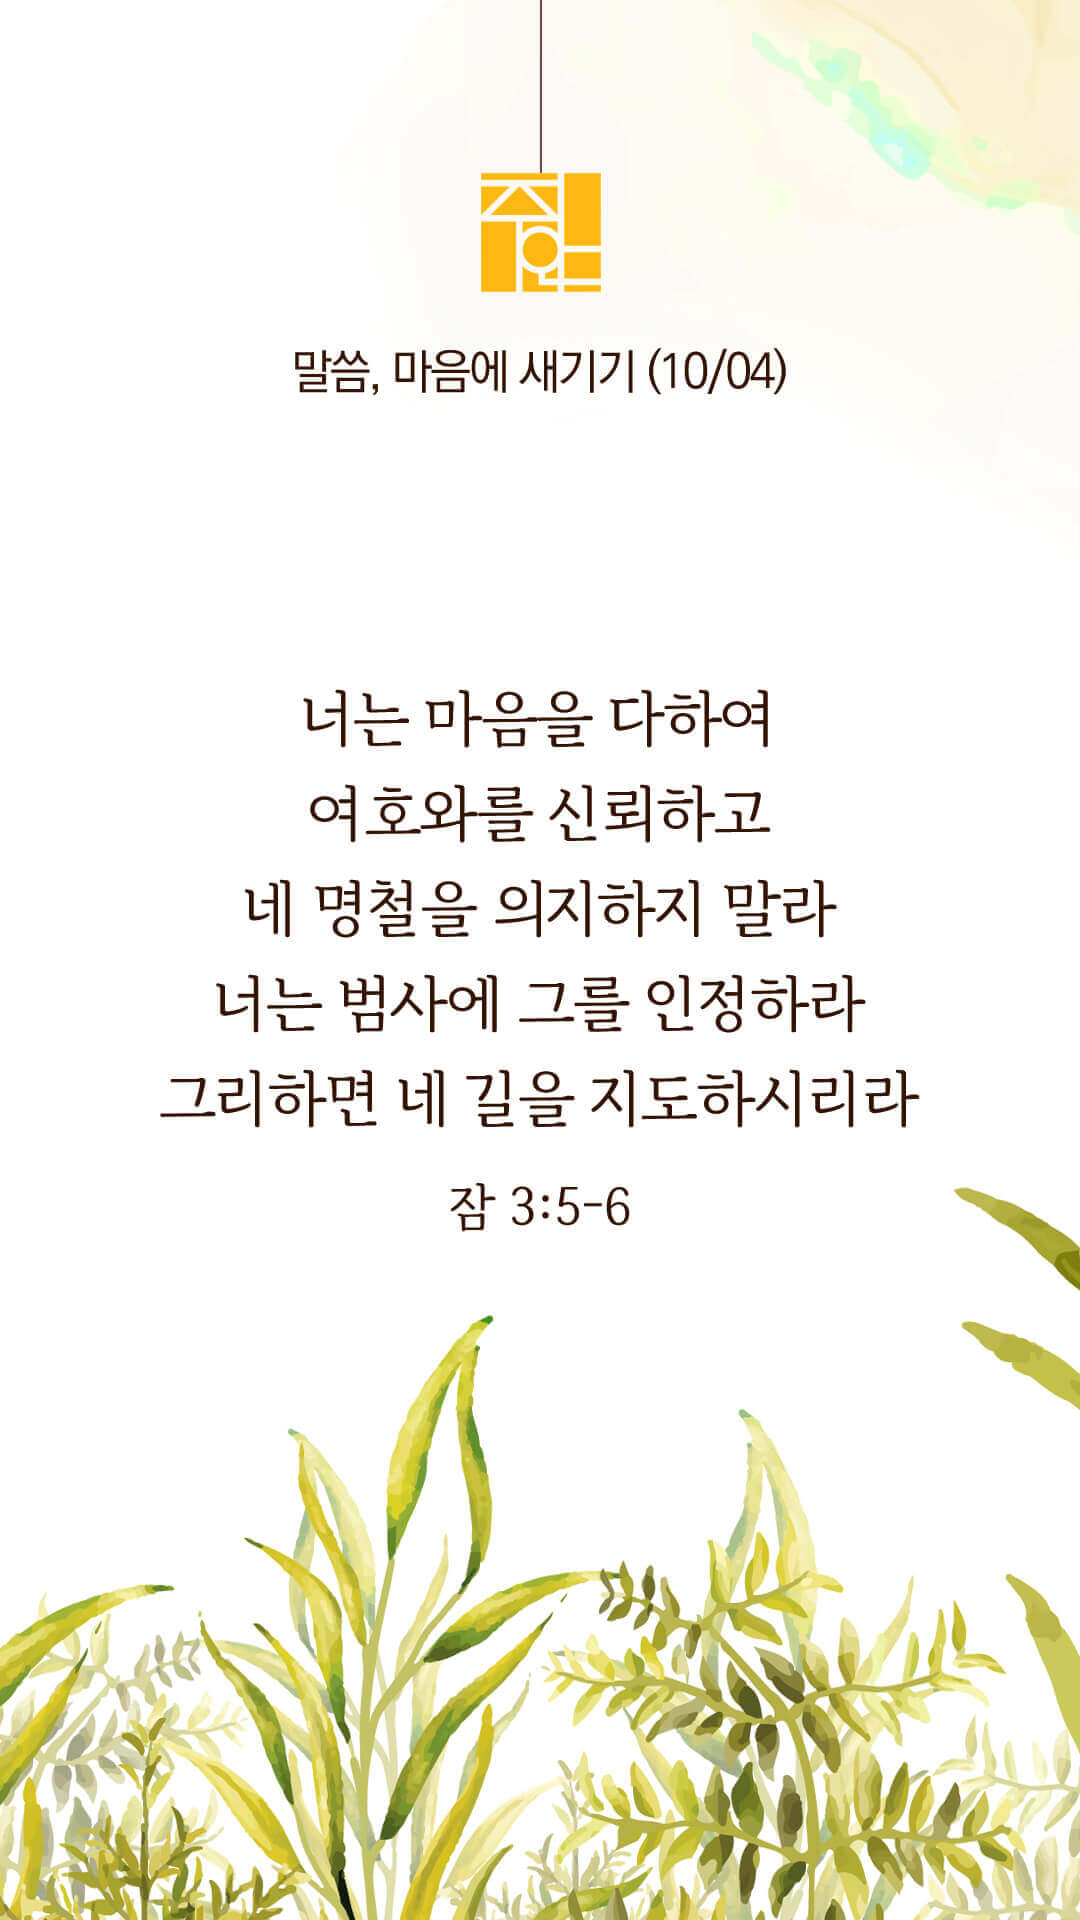 주안
말씀, 마음에 새기기 (10/04)
너는 마음을 다하여
여호와를 신뢰하고
네 명철을 의지하지 말라
너는 범사에 그를 인정하라
그리하면 네 길을 지도하시리라
잠 3:5-6